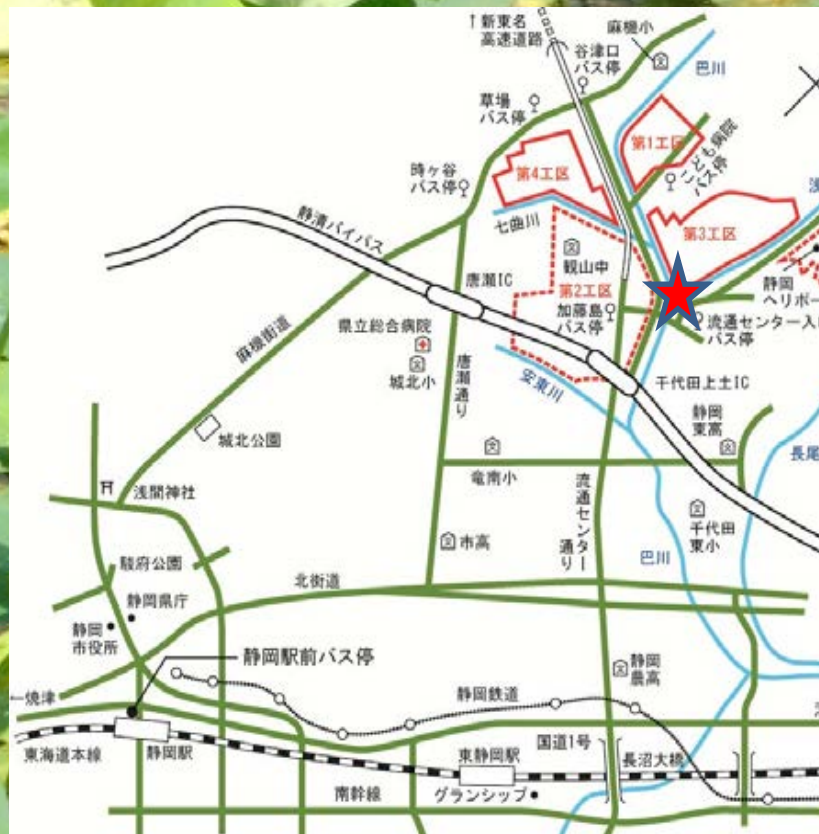 ↑新東名
高速道路
谷津口
バス停
麻機小
巴川
草場
バス停
第1工区
こども病院
バス停
第4工区
時ヶ谷
バス停
七曲川
静清バイパス
観山中
第3工区
唐瀬IC
第2工区
加藤島
バス停
静岡
ヘリポー
流通センター入
バス停
県立総合病院
城北小
麻機街道
唐瀬通り
安東川
千代田上土IC
静岡
東高
城北公園
長尾
竜南小
浅間神社
流通センター通り
千代田
東小
市高
駿府公園
巴川
北街道
静岡県庁
静岡
市役所
静岡駅前バス停
静岡
農高
←焼津
静岡鉄道
東海道本線
静岡駅
東静岡駅
国道1号
長沼大橋
南幹線
グランシップ